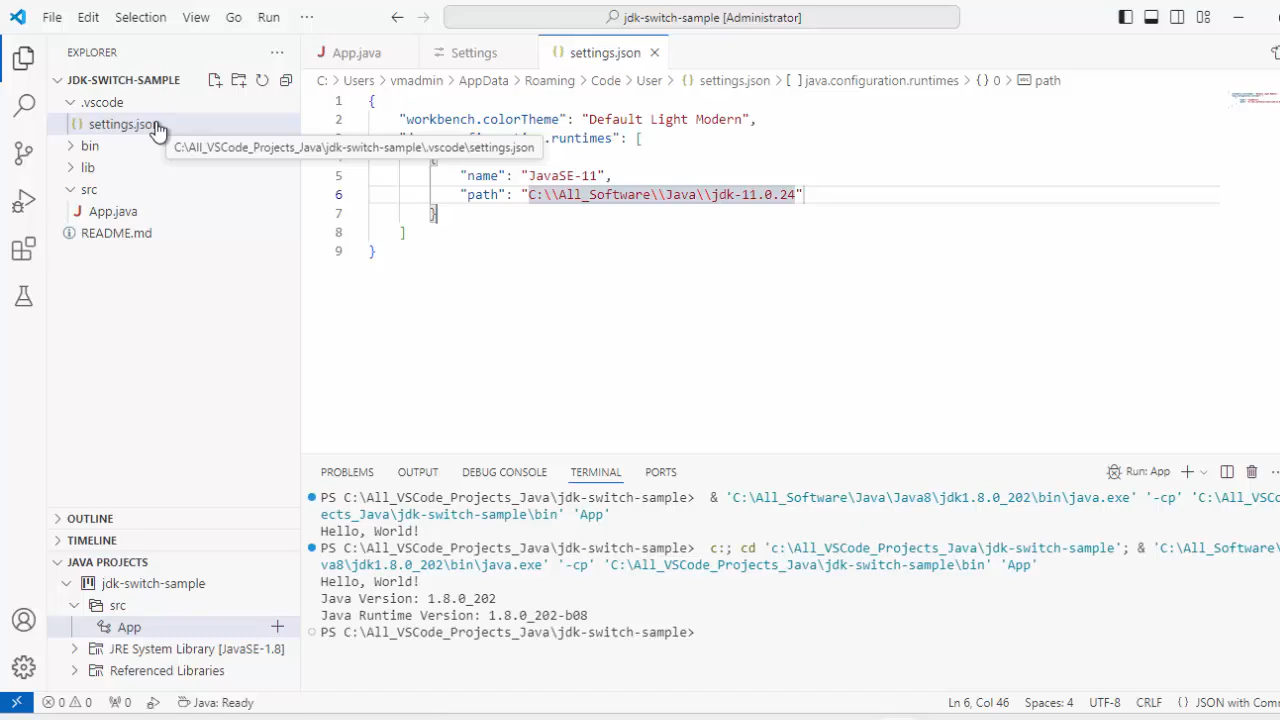 File Edit Selection View Go Run ··· jdk-switch-sample [Administrator]
EXPLORER ···
JDK-SWITCH-SAMPLE
.vscode
settings.json
bin
lib
src
App.java
README.md
OUTLINE
TIMELINE
JAVA PROJECTS
jdk-switch-sample
src
App
JRE System Library [JavaSE-1.8]
Referenced Libraries
App.java Settings settings.json
C: > Users > vmadmin > AppData > Roaming > Code > User > {} settings.json > [ ] java.configuration.runtimes > {} 0 > path
1 {
2 "workbench.colorTheme": "Default Light Modern",
.runtimes": [
C:\All_VSCode_Projects_Java\jdk-switch-sample\.vscode\settings.json
5 "name": "JavaSE-11",
6 "path": "C:\\All_Software\\Java\\jdk-11.0.24"
7 }
8 ]
9 }
PROBLEMS OUTPUT DEBUG CONSOLE TERMINAL PORTS Run: App
PS C:\All_VSCode_Projects_Java\jdk-switch-sample> & 'C:\All_Software\Java\Java8\jdk1.8.0_202\bin\java.exe' '-cp' 'C:\All_VSCode_Proj
ects_Java\jdk-switch-sample\bin' 'App'
Hello, World!
PS C:\All_VSCode_Projects_Java\jdk-switch-sample> c:; cd 'c:\All_VSCode_Projects_Java\jdk-switch-sample'; & 'C:\All_Software\
va8\jdk1.8.0_202\bin\java.exe' '-cp' 'C:\All_VSCode_Projects_Java\jdk-switch-sample\bin' 'App'
Hello, World!
Java Version: 1.8.0_202
Java Runtime Version: 1.8.0_202-b08
PS C:\All_VSCode_Projects_Java\jdk-switch-sample>
0 0 0 Java: Ready Ln 6, Col 46 Spaces: 4 UTF-8 CRLF {} JSON with Com